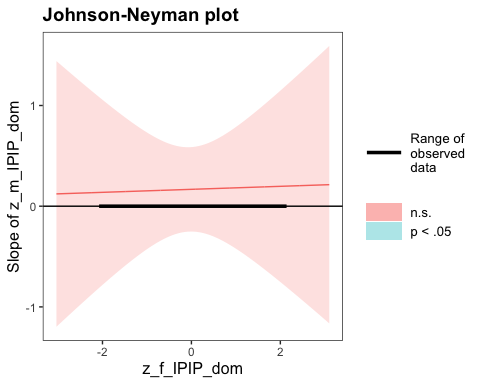 Johnson-Neyman plot
Slope of z_m_IPIP_dom
1
0
-1
-2
0
2
z_f_IPIP_dom
Range of
observed
data
n.s.
p < .05